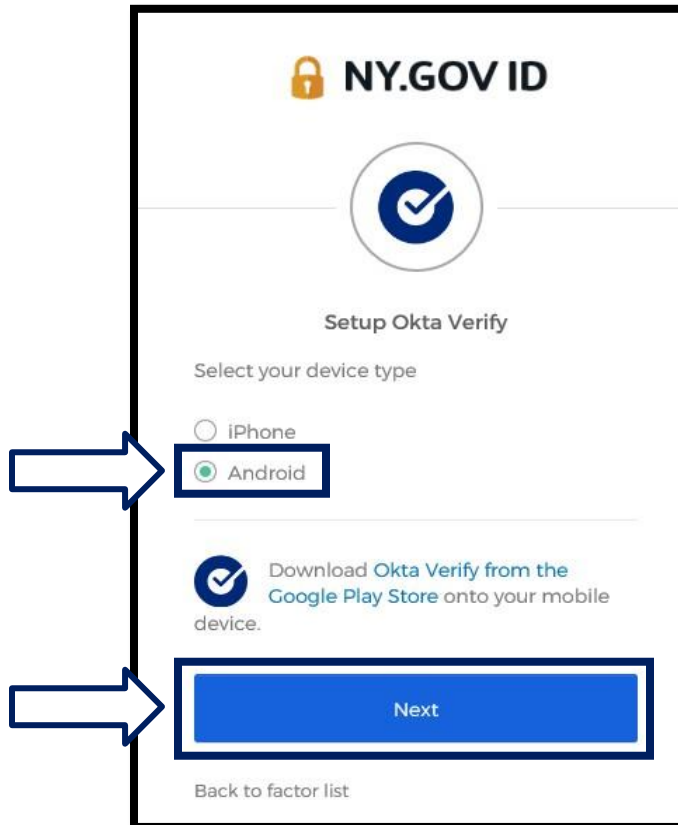 NY.GOV ID
Setup Okta Verify
Select your device type
iPhone
Android
Download Okta Verify from the
Google Play Store onto your mobile
device.
Next
Back to factor list